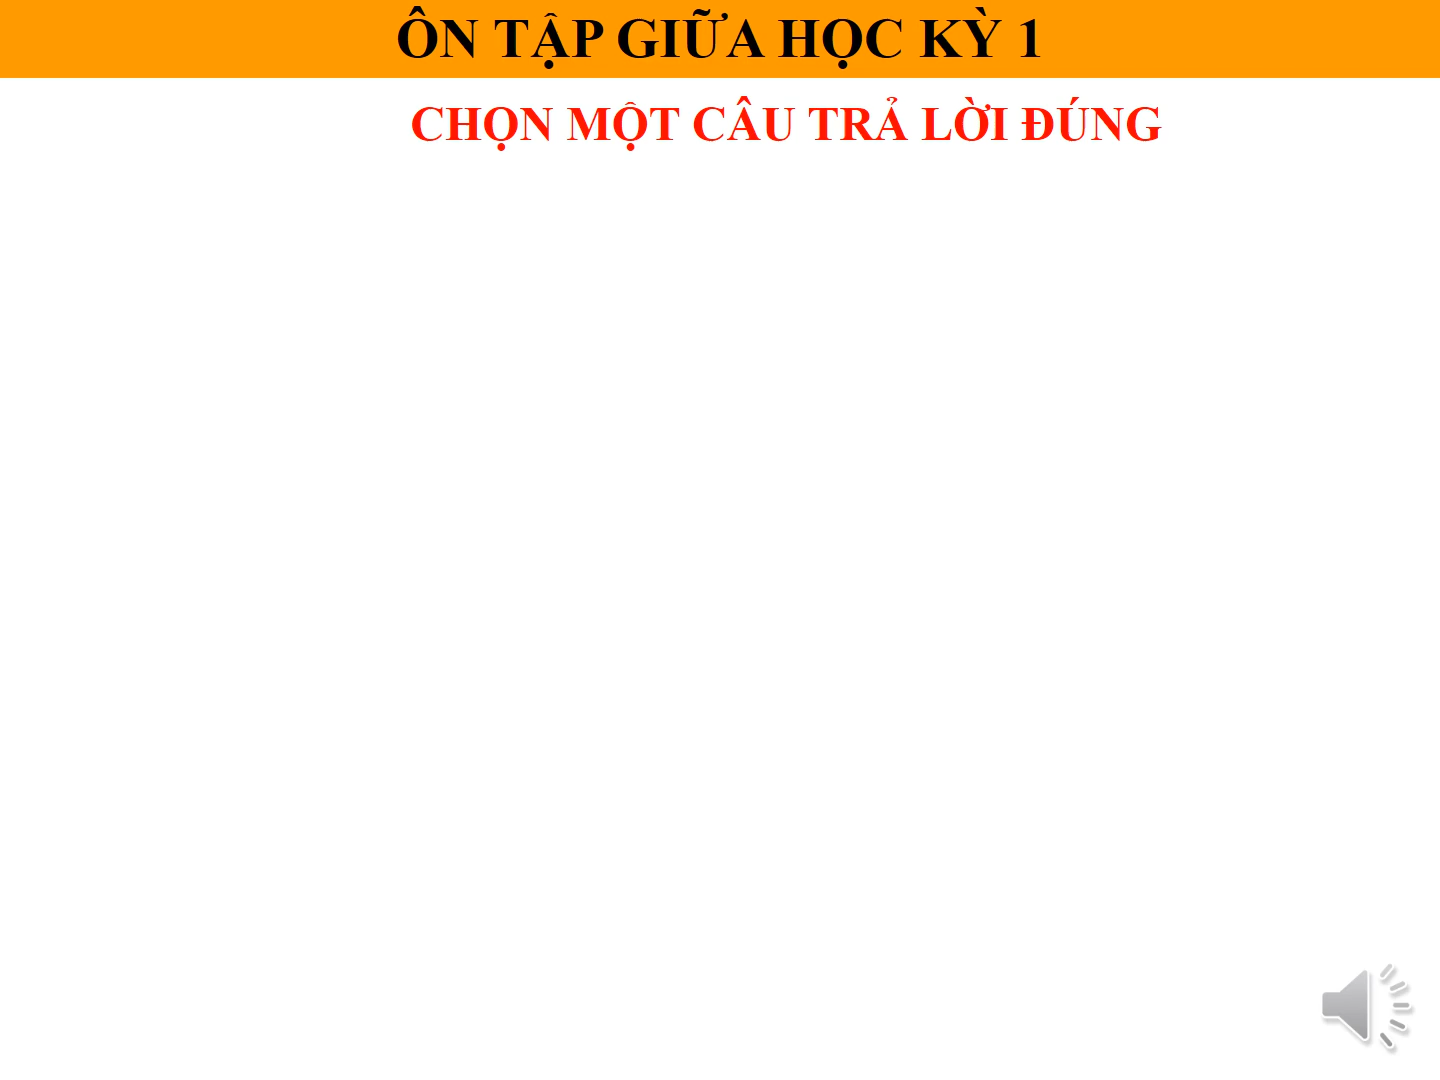 ÔN TẬP GIỮA HỌC KỲ 1
CHỌN MỘT CÂU TRẢ LỜI ĐÚNG